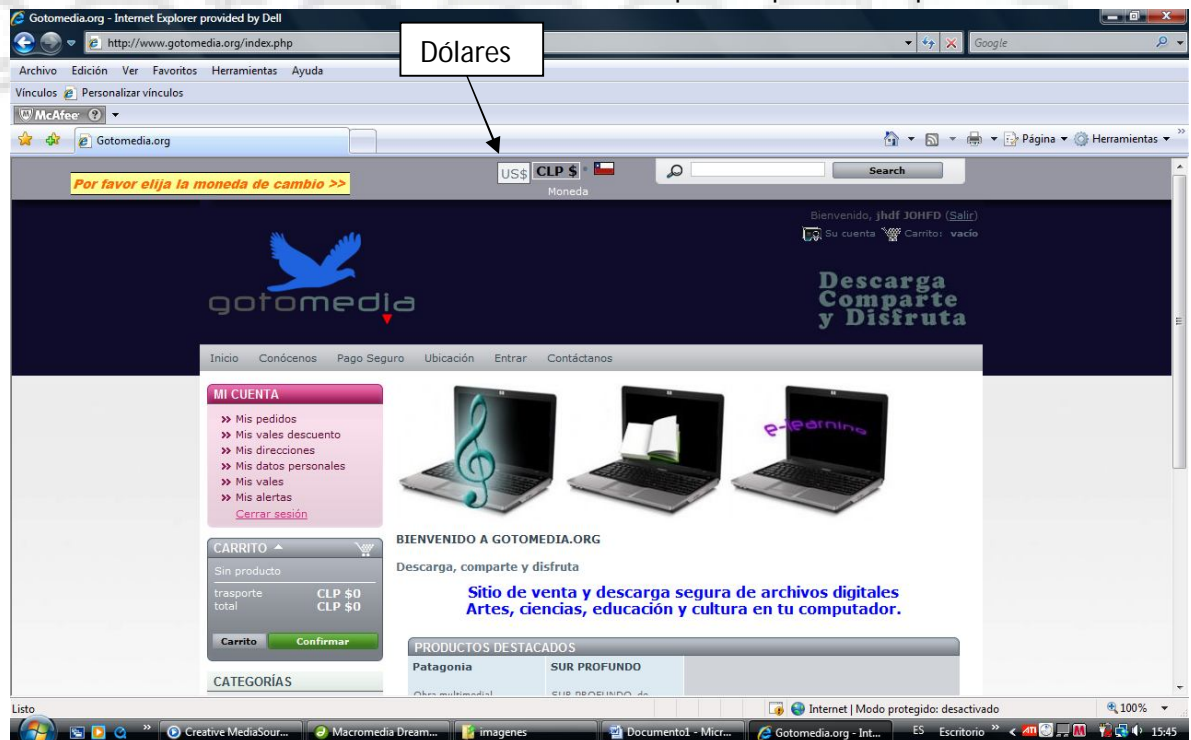 Gotomedia.org - Internet Explorer provided by Dell
http://www.gotomedia.org/index.php
Google
Dólares
Archivo Edición Ver Favoritos Herramientas Ayuda
Vínculos Personalizar vínculos
McAfee
Gotomedia.org
Página Herramientas
Por favor elija la moneda de cambio >>
US$ CLP $
Moneda
Search
Bienvenido, jhdf JOHFD (Salir)
Su cuenta Carrito: vacío
gotomedia
Descarga
Comparte
y Disfruta
Inicio Conócenos Pago Seguro Ubicación Entrar Contáctanos
MI CUENTA
Mis pedidos
Mis vales descuento
Mis direcciones
Mis datos personales
Mis vales
Mis alertas
Cerrar sesión
e-learning
CARRITO
Sin producto
trasporte CLP $0
total CLP $0
Carrito Confirmar
CATEGORÍAS
BIENVENIDO A GOTOMEDIA.ORG
Descarga, comparte y disfruta
Sitio de venta y descarga segura de archivos digitales
Artes, ciencias, educación y cultura en tu computador.
PRODUCTOS DESTACADOS
Patagonia SUR PROFUNDO
Obra multimedial SUR PROFUNDO, de
Listo
Internet | Modo protegido: desactivado
100%
Creative MediaSour... Macromedia Dream... imagenes Documento1 - Micr... Gotomedia.org - Int... ES Escritorio 15:45